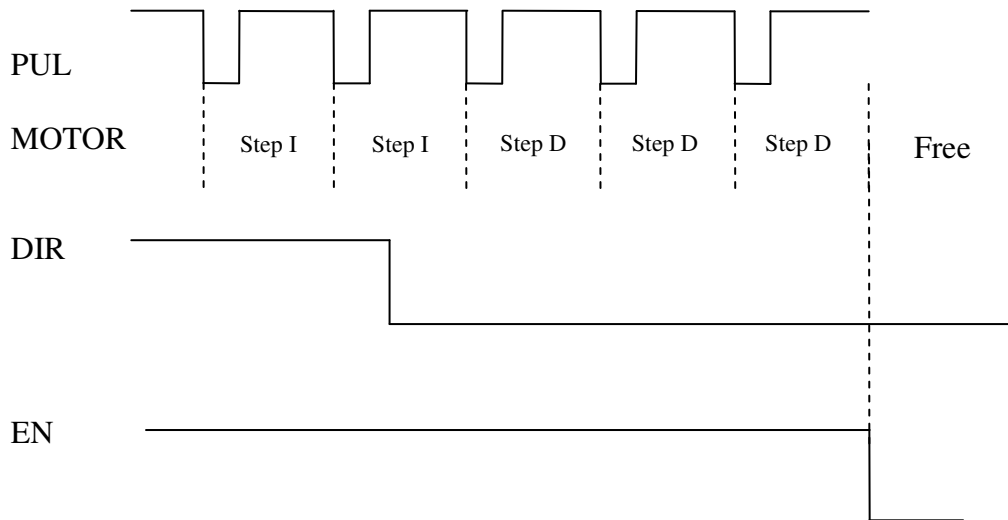 PUL
MOTOR Step I Step I Step D Step D Step D Free
DIR
EN